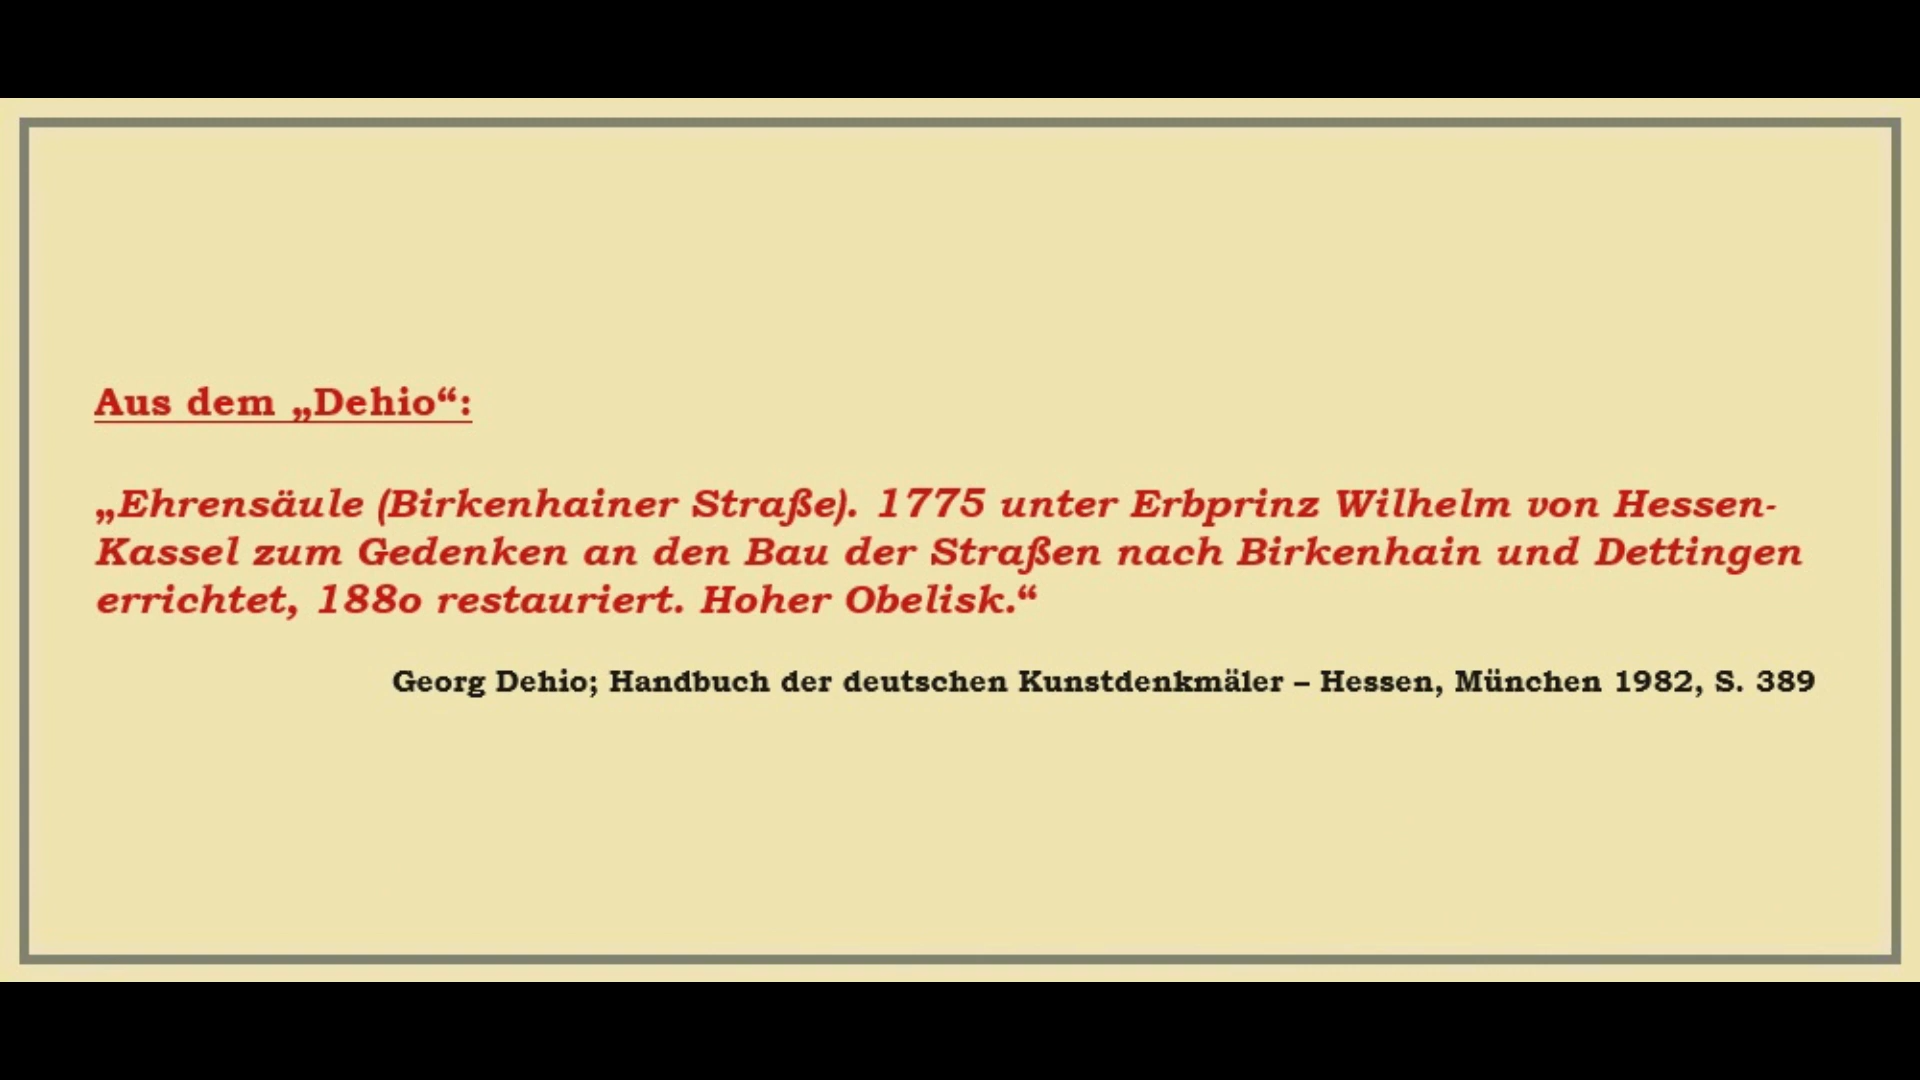 Aus dem „Dehio“:
„Ehrensäule (Birkenhainer Straße). 1775 unter Erbprinz Wilhelm von Hessen-
Kassel zum Gedenken an den Bau der Straßen nach Birkenhain und Dettingen
errichtet, 188o restauriert. Hoher Obelisk.“
Georg Dehio; Handbuch der deutschen Kunstdenkmäler – Hessen, München 1982, S. 389